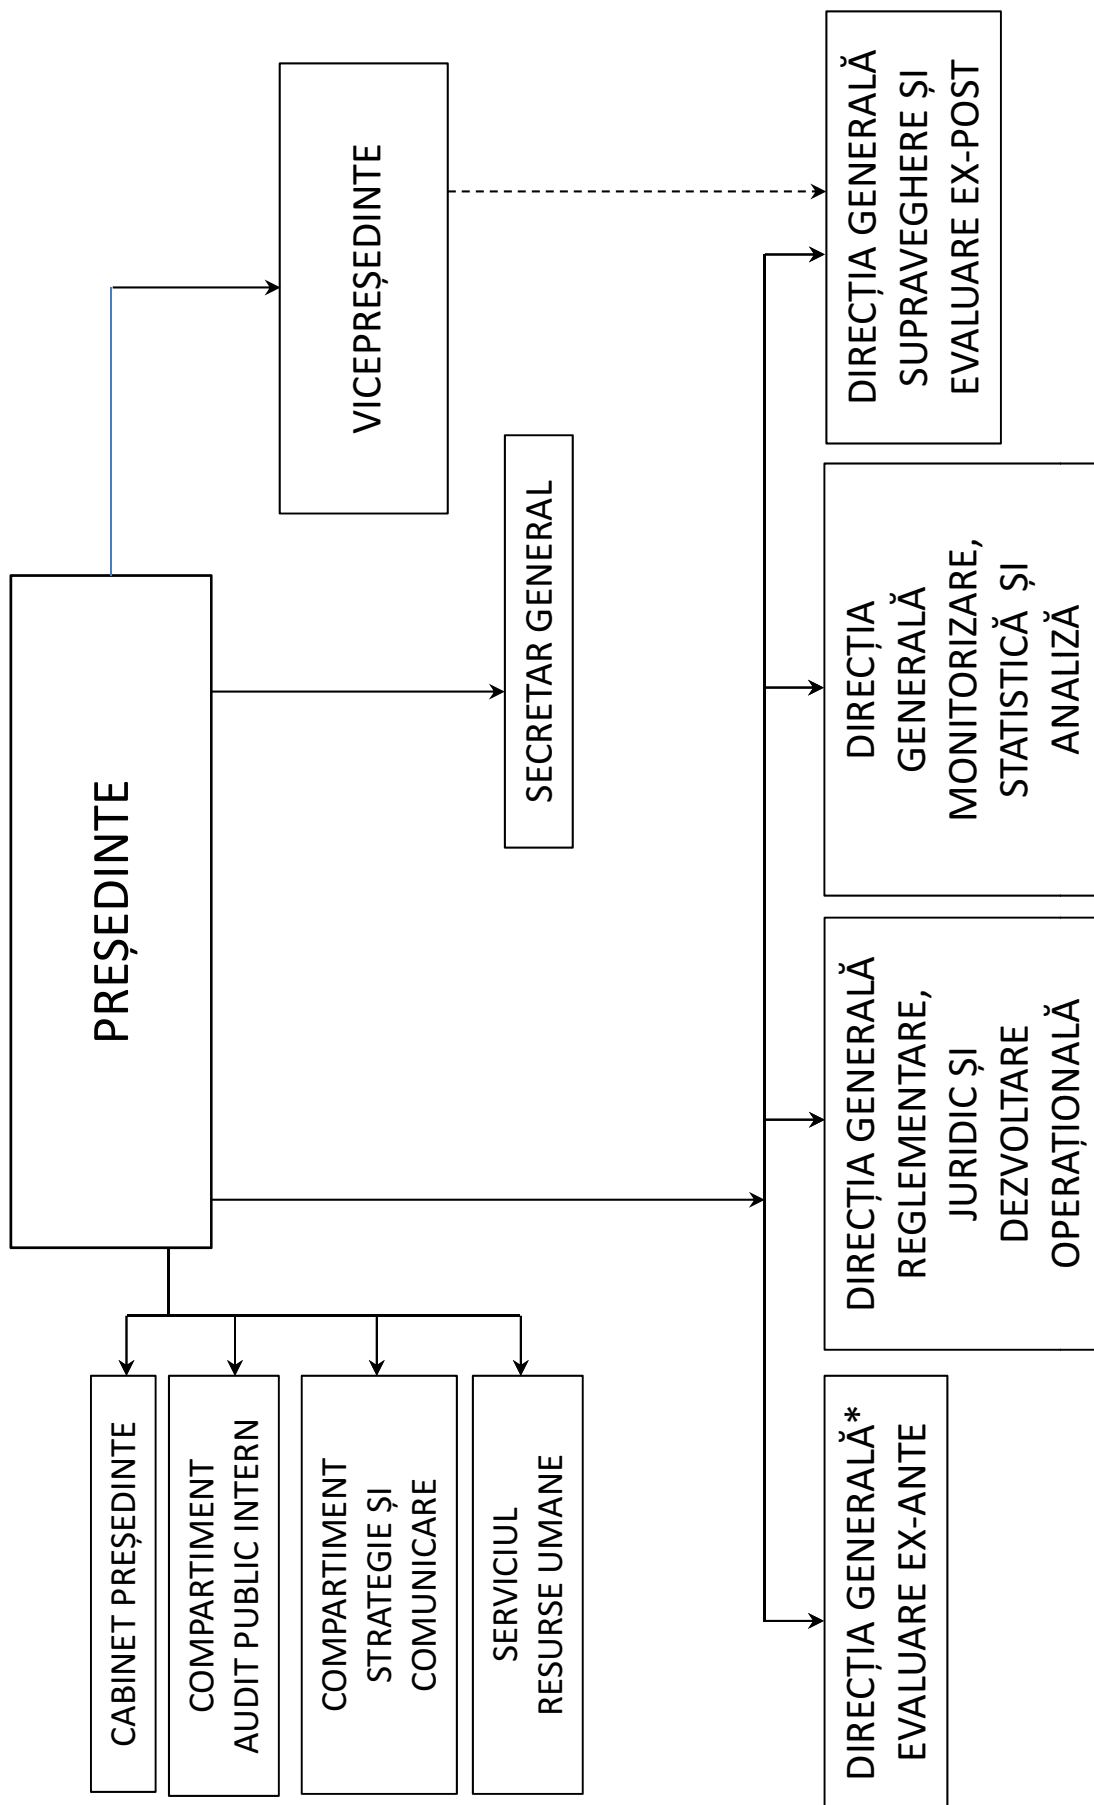 PREȘEDINTE
VICEPREȘEDINTE
SECRETAR GENERAL
CABINET PREȘEDINTE
COMPARTIMENT
AUDIT PUBLIC INTERN
COMPARTIMENT
STRATEGIE ȘI
COMUNICARE
SERVICIUL
RESURSE UMANE
DIRECȚIA GENERALĂ*
EVALUARE EX-ANTE
DIRECȚIA GENERALĂ
REGLEMENTARE,
JURIDIC ȘI
DEZVOLTARE
OPERAȚIONALĂ
DIRECȚIA
GENERALĂ
MONITORIZARE,
STATISTICĂ ȘI
ANALIZĂ
DIRECȚIA GENERALĂ
SUPRAVEGHERE ȘI
EVALUARE EX-POST